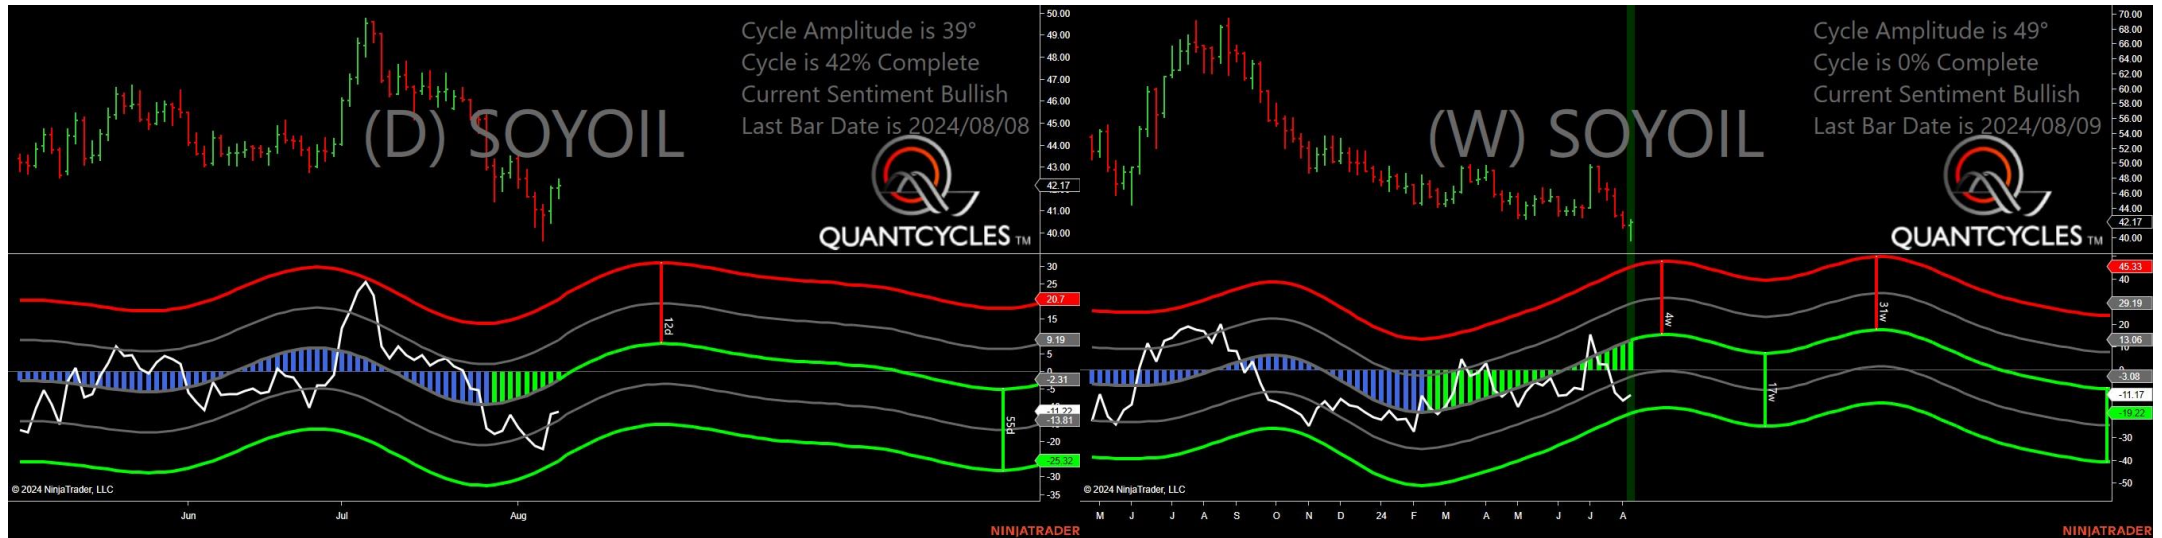 Cycle Amplitude is 39°
Cycle is 42% Complete
Current Sentiment Bullish
Last Bar Date is 2024/08/08
(D) SOYOIL
QUANTCYCLES TM
50.00
49.00
48.00
47.00
46.00
45.00
44.00
43.00
42.17
41.00
40.00
30
25
20.7
15
9.19
5
0
-2.31
-5
-11.22
-13.81
-20
-25.32
-30
-35
12d
55d
© 2024 NinjaTrader, LLC
Jun
Jul
Aug
NINJATRADER
Cycle Amplitude is 49°
Cycle is 0% Complete
Current Sentiment Bullish
Last Bar Date is 2024/08/09
(W) SOYOIL
QUANTCYCLES TM
70.00
68.00
66.00
64.00
62.00
60.00
58.00
56.00
54.00
52.00
50.00
48.00
46.00
44.00
42.17
40.00
45.33
40
29.19
20
13.06
-3.08
-11.17
-19.22
-30
-40
-50
4w
17w
31w
© 2024 NinjaTrader, LLC
M J J A S O N D 24 F M A M J J A
NINJATRADER